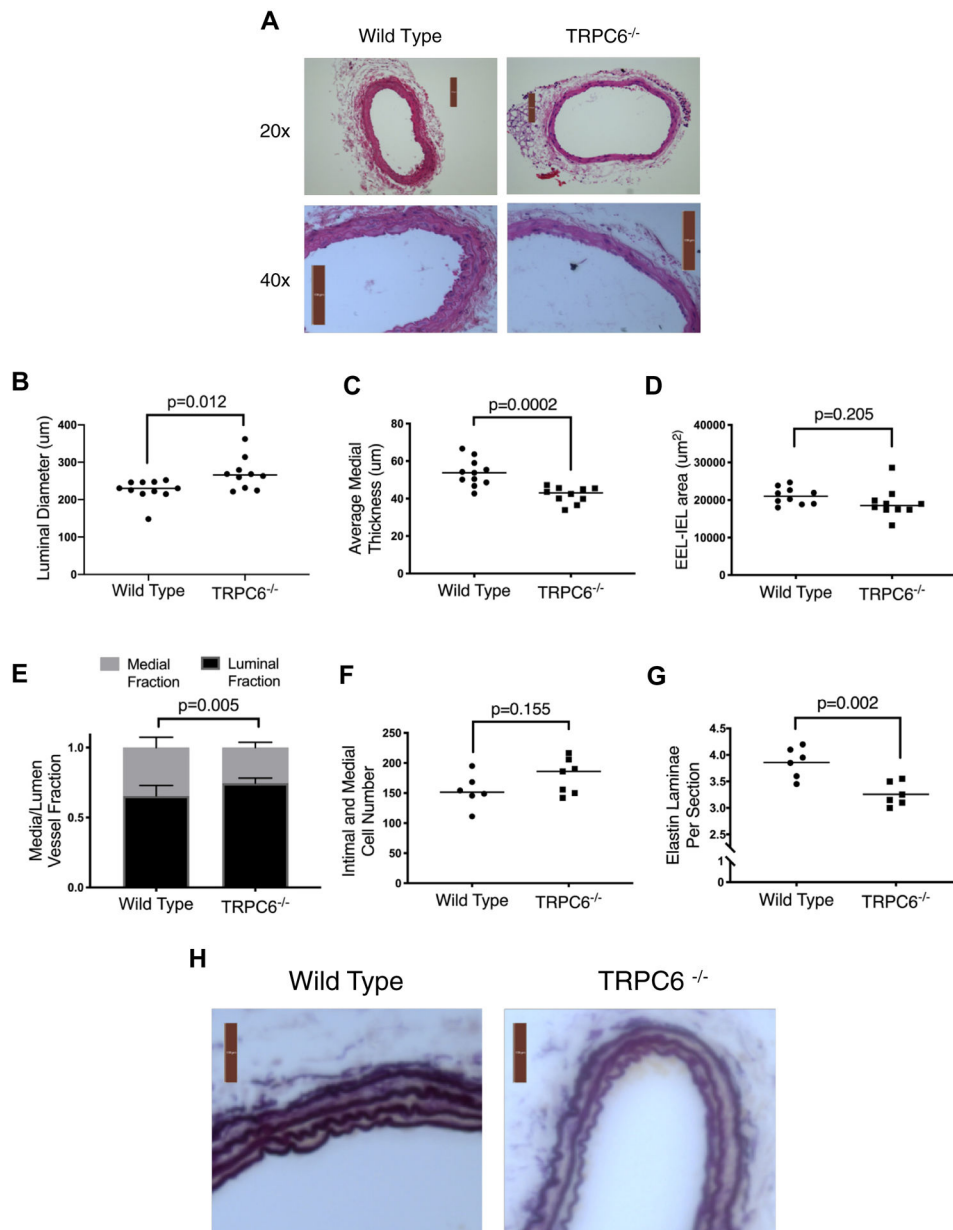 A
Wild Type
TRPC6-/-
20x
40x
B
p=0.012
Luminal Diameter (um)
400
300
200
100
0
Wild Type
TRPC6-/-
C
p=0.0002
Average Medial
Thickness (um)
80
60
40
20
0
Wild Type
TRPC6-/-
D
p=0.205
EEL-IEL area (um2)
40000
30000
20000
10000
0
Wild Type
TRPC6-/-
E
Medial
Fraction
Luminal
Fraction
p=0.005
Media/Lumen
Vessel Fraction
1.0
0.5
0.0
Wild Type
TRPC6-/-
F
p=0.155
Intimal and Medial
Cell Number
250
200
150
100
50
0
Wild Type
TRPC6-/-
G
p=0.002
Elastin Laminae
Per Section
4.5
4.0
3.5
3.0
2.5
1
0
Wild Type
TRPC6-/-
H
Wild Type
TRPC6 -/-